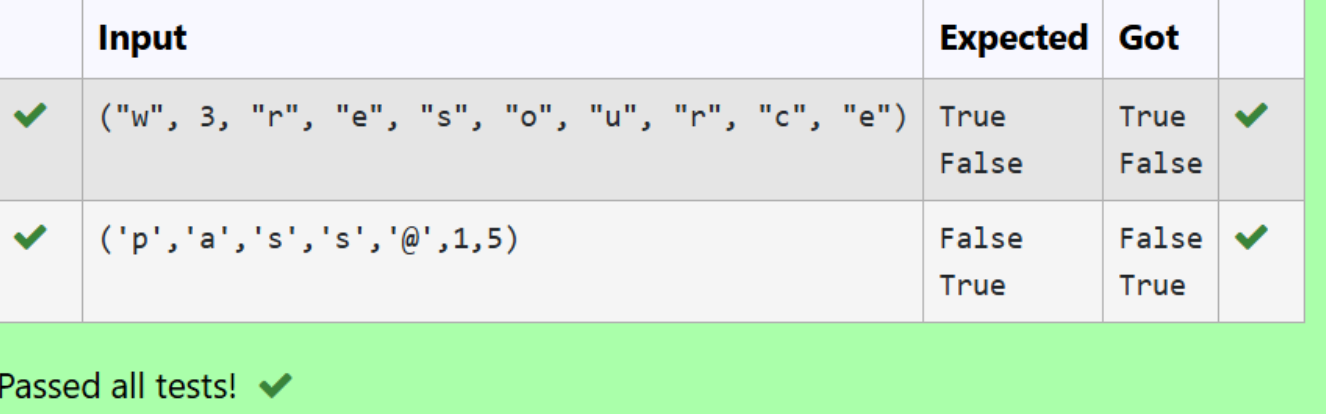 Input Expected Got
("w", 3, "r", "e", "s", "o", "u", "r", "c", "e") True True
False False
('p','a','s','s','@',1,5) False False
True True
Passed all tests!